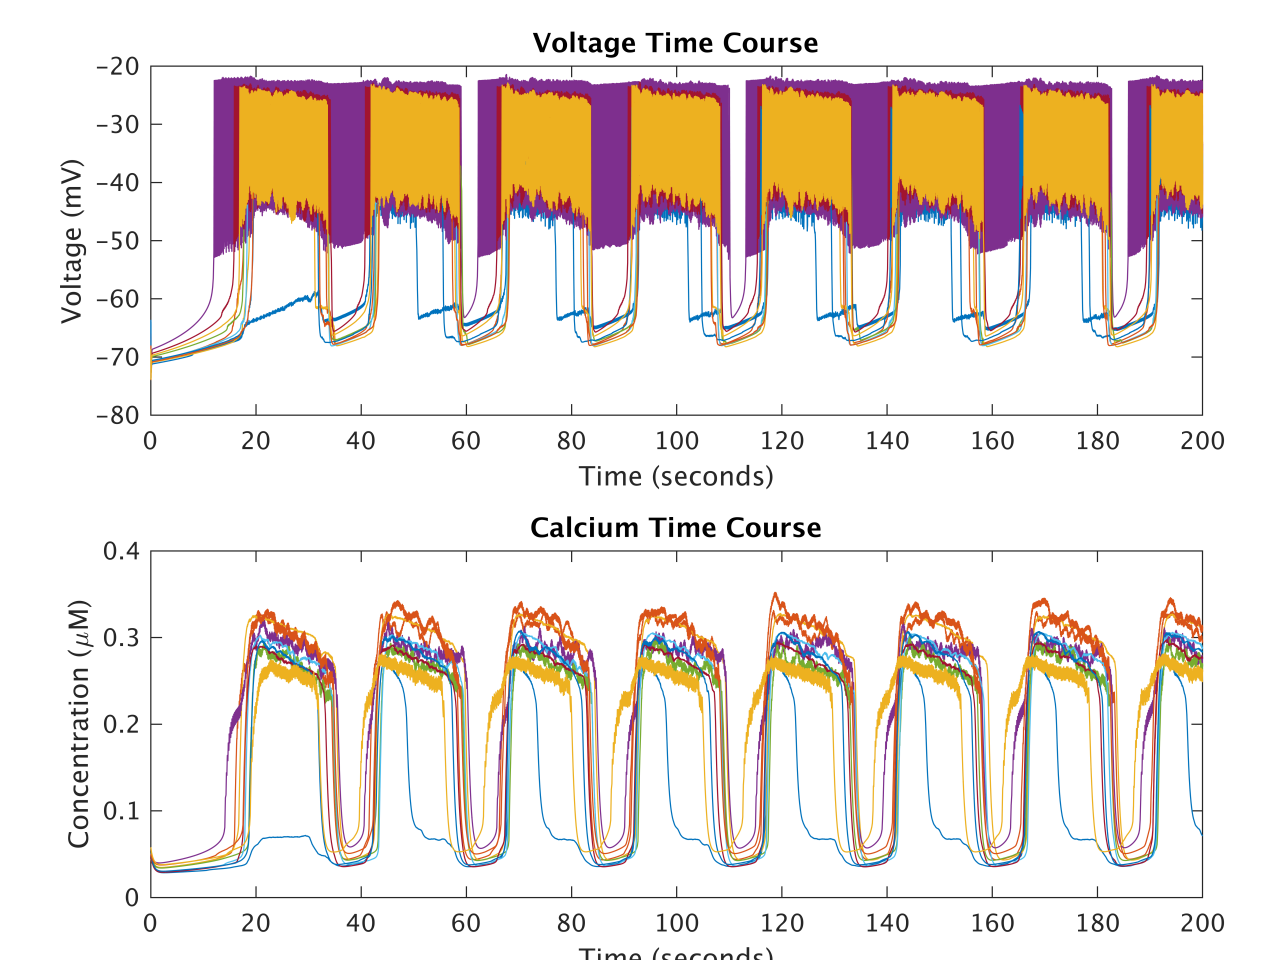 Voltage Time Course
Voltage (mV)
−20
−30
−40
−50
−60
−70
−80
0 20 40 60 80 100 120 140 160 180 200
Time (seconds)
Calcium Time Course
Concentration (μM)
0.4
0.3
0.2
0.1
0
0 20 40 60 80 100 120 140 160 180 200
Time (seconds)